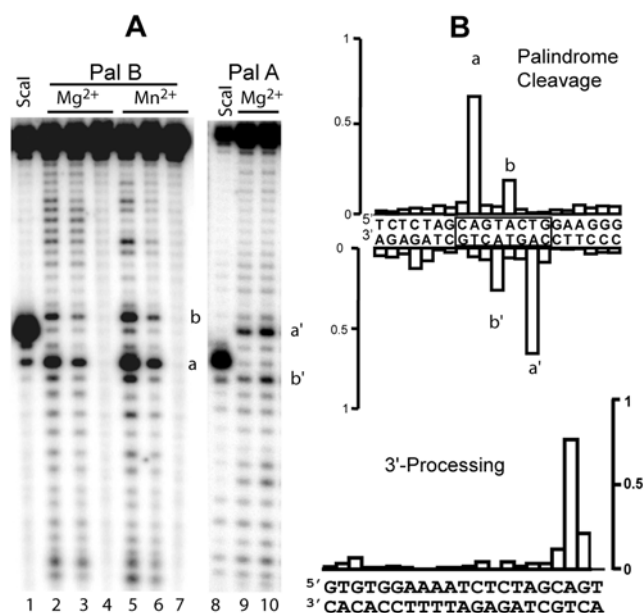 A
Pal B
Pal A
ScaI
Mg2+
Mn2+
ScaI
Mg2+
b
a
a'
b'
1 2 3 4 5 6 7 8 9 10
B
Palindrome
Cleavage
1
0.5
0
a
b
5' TCTCTAGCAGTACTGGAAGGG
3' AGAGATCGTCATGACCTTCCC
0
0.5
1
b'
a'
3'-Processing
1
0.5
0
5' GTGTGGAAAATCTCTAGCAGT
3' CACACCTTTTAGAGATCGTCA